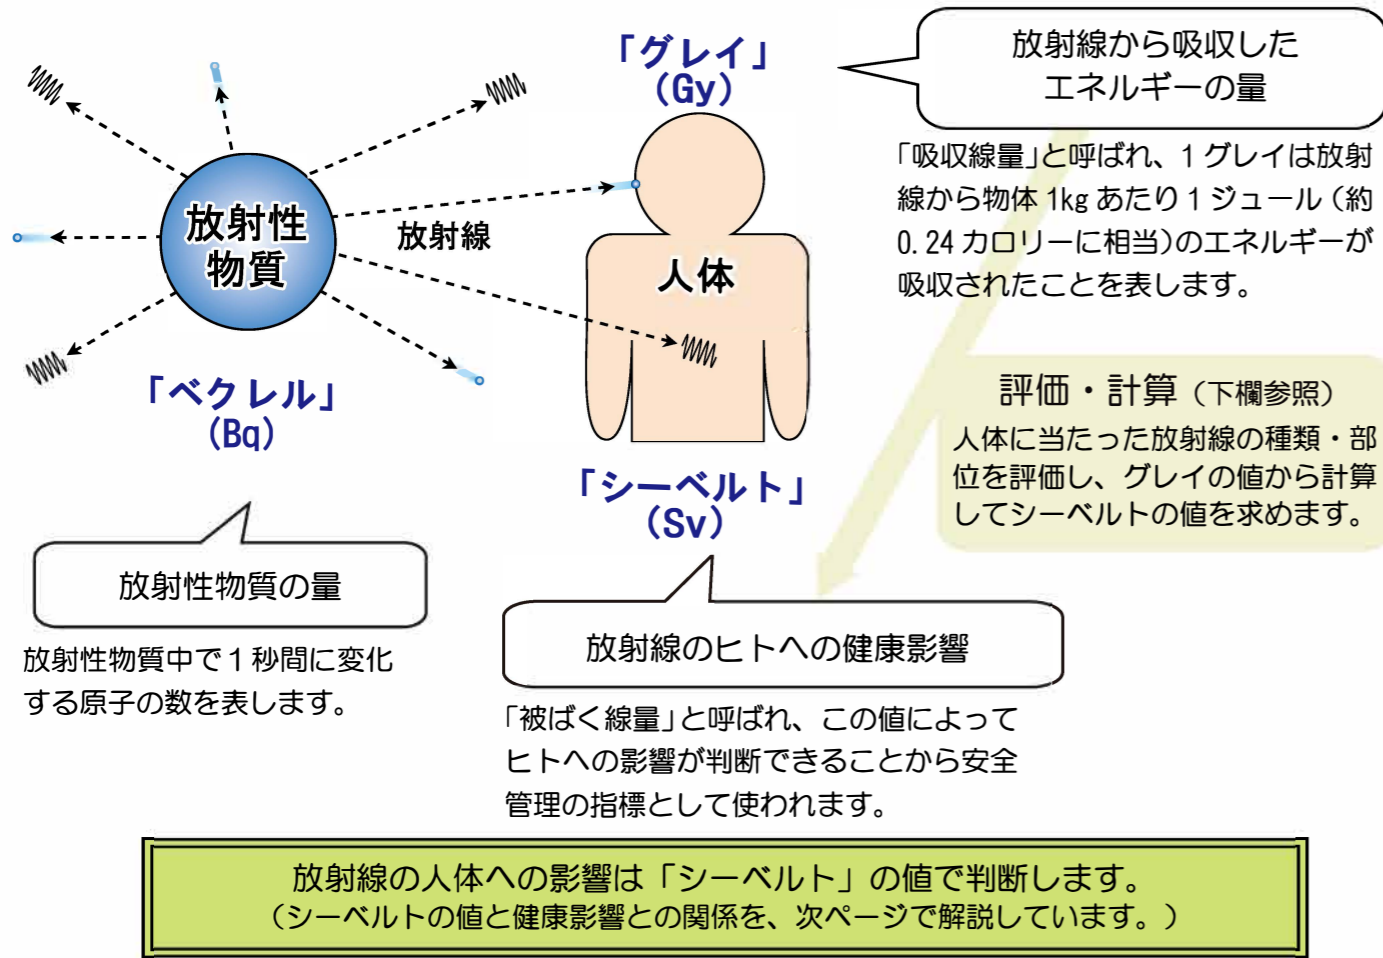 「グレイ」
(Gy)
放射線から吸収した
エネルギーの量
「吸収線量」と呼ばれ、1グレイは放射
線から物体1kgあたり1ジュール(約
0.24カロリーに相当)のエネルギーが
吸収されたことを表します。
放射性
物質
放射線
人体
「ベクレル」
(Bq)
放射性物質の量
放射性物質中で1秒間に変化
する原子の数を表します。
評価・計算(下欄参照)
人体に当たった放射線の種類・部
位を評価し、グレイの値から計算
してシーベルトの値を求めます。
「シーベルト」
(Sv)
放射線のヒトへの健康影響
「被ばく線量」と呼ばれ、この値によって
ヒトへの影響が判断できることから安全
管理の指標として使われます。
放射線の人体への影響は「シーベルト」の値で判断します。
(シーベルトの値と健康影響との関係を、次ページで解説しています。)